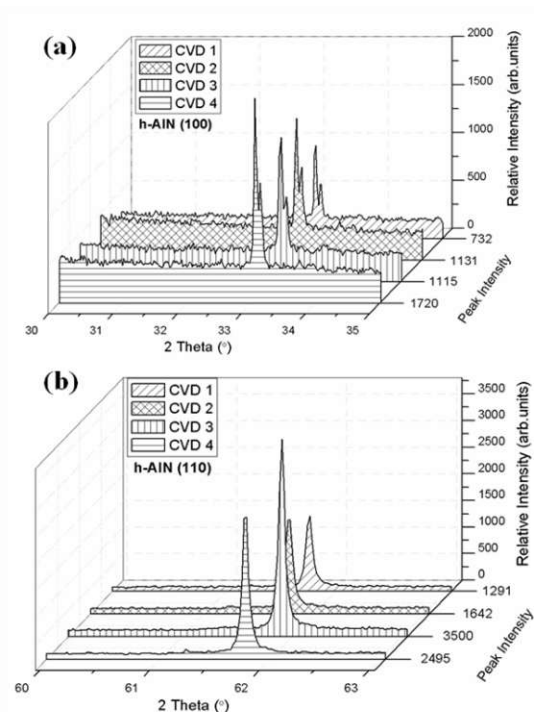 (a)
CVD 1
CVD 2
CVD 3
CVD 4
h-AlN (100)
2000
1500
1000
500
0
Relative Intensity (arb.units)
732
1131
1115
1720
Peak Intensity
30 31 32 33 34 35
2 Theta (°)
(b)
CVD 1
CVD 2
CVD 3
CVD 4
h-AlN (110)
3500
3000
2500
2000
1500
1000
500
0
Relative Intensity (arb.units)
1291
1642
3500
2495
Peak Intensity
60 61 62 63
2 Theta (°)